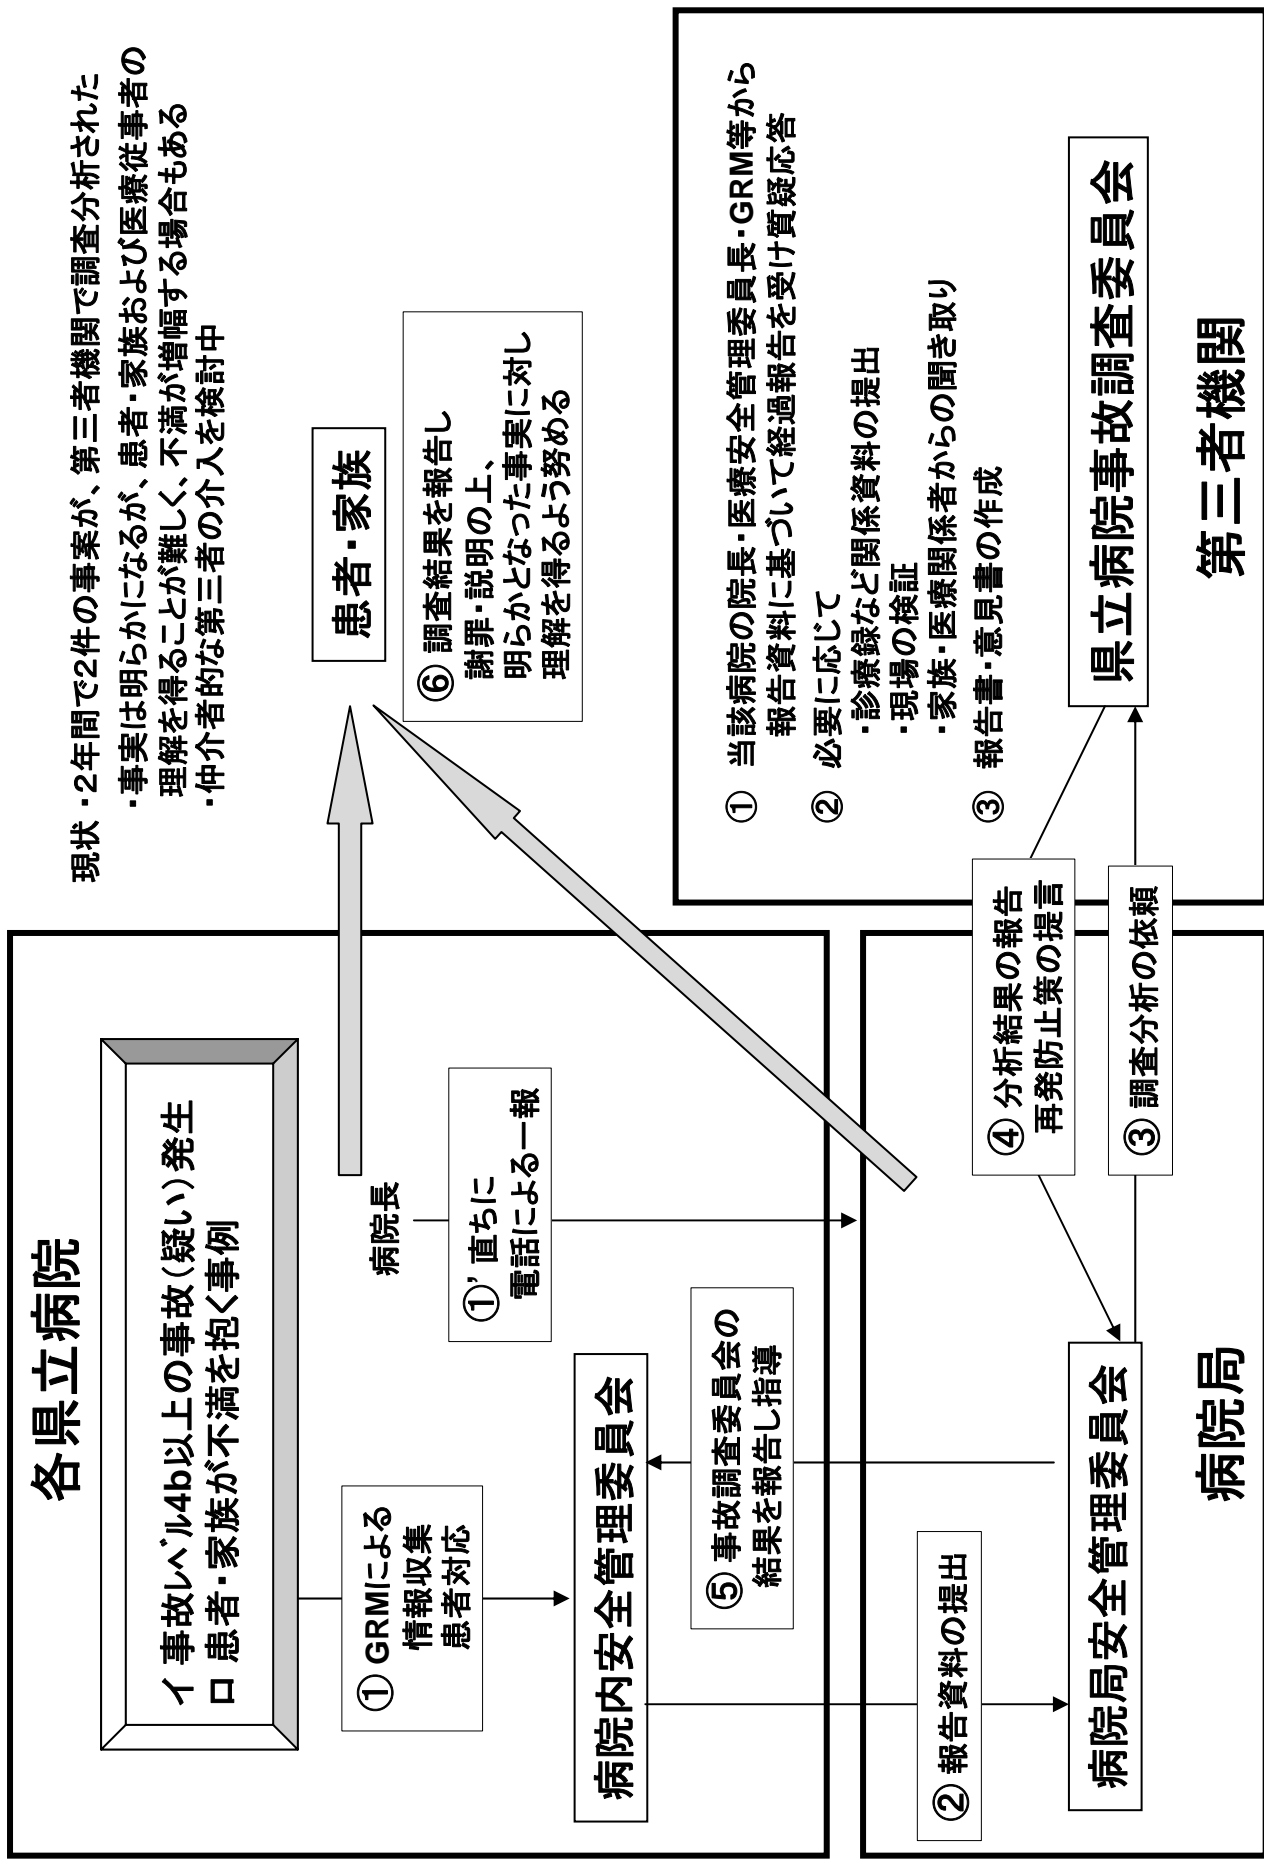 各県立病院
イ 事故レベル4b以上の事故(疑い)発生
ロ 患者・家族が不満を抱く事例
① GRMによる
情報収集
患者対応
病院長
①’直ちに
電話による一報
病院内安全管理委員会
⑤ 事故調査委員会の
結果を報告し指導
② 報告資料の提出
病院局安全管理委員会
病院局
④ 分析結果の報告
再発防止策の提言
③ 調査分析の依頼
現状・2年間で2件の事案が、第三者機関で調査分析された
・事実は明らかになるが、患者・家族および医療従事者の
理解を得ることが難しく、不満が増幅する場合もある
・仲介者的な第三者の介入を検討中
患者・家族
⑥ 調査結果を報告し
謝罪・説明の上、
明らかとなった事実に対し
理解を得るよう努める
① 当該病院の院長・医療安全管理委員長・GRM等から
報告資料に基づいて経過報告を受け質疑応答
② 必要に応じて
・診療録など関係資料の提出
・現場の検証
・家族・医療関係者からの聞き取り
③ 報告書・意見書の作成
県立病院事故調査委員会
第三者機関